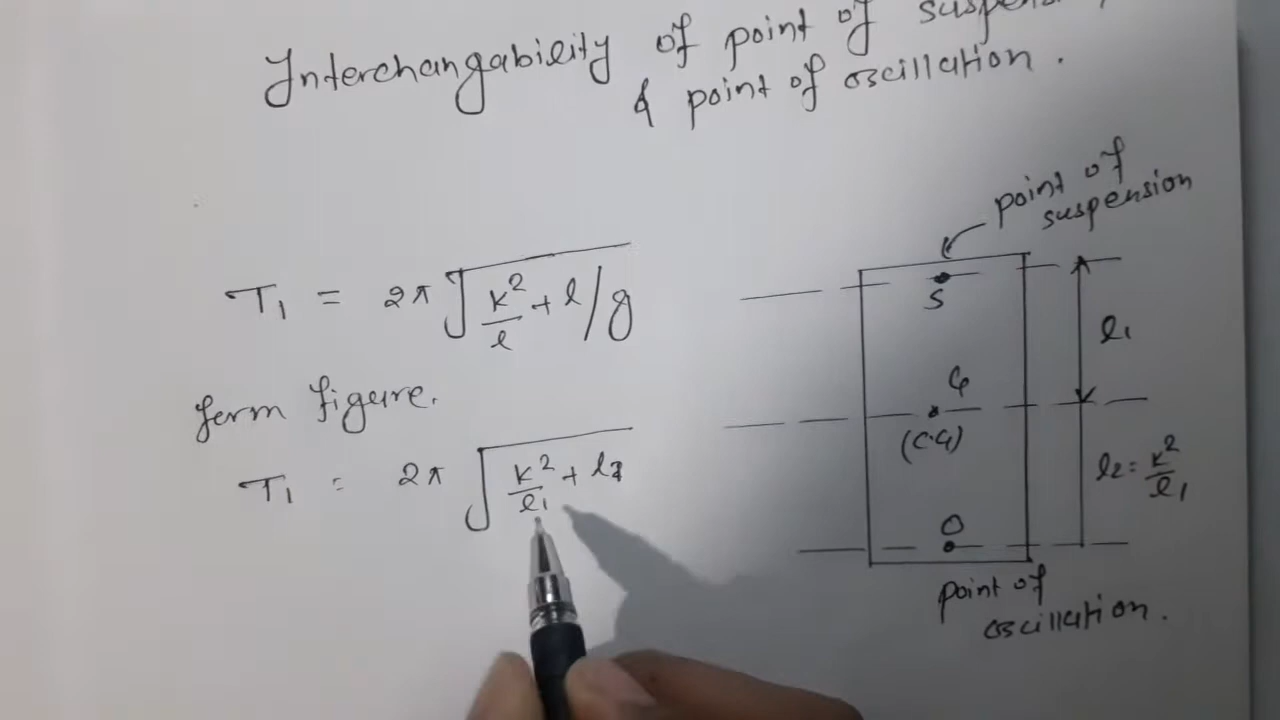 Interchangability of point of
& point of oscillation.
point of
suspension
S
T₁ = 2π √(k²/l + l/g)
l₁
G
(C.G)
ferm figure.
T₁ = 2π √(k²/l₁ +
l₂ = k²/l₁
O
point of
oscillation.